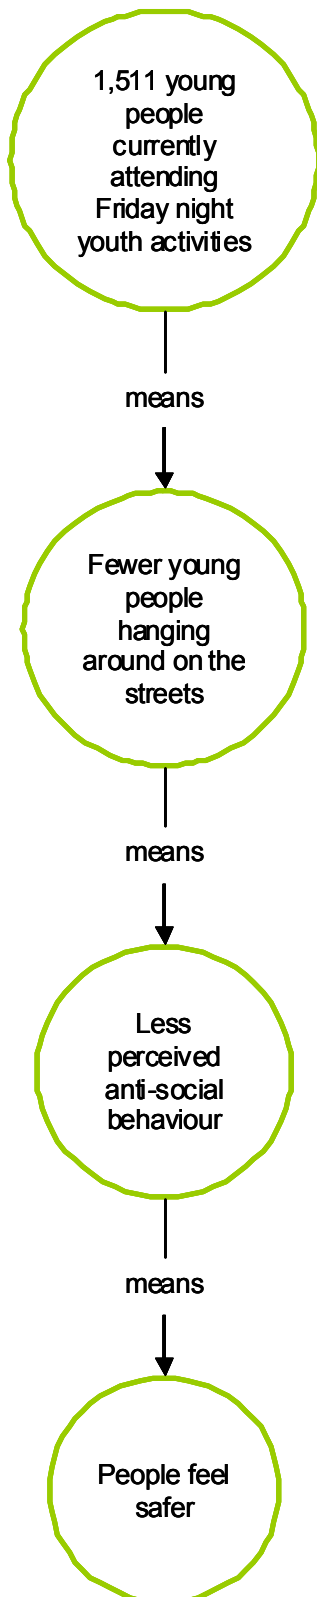 1,511 young
people
currently
attending
Friday night
youth activities
means
Fewer young
people
hanging
around on the
streets
means
Less
perceived
anti-social
behaviour
means
People feel
safer